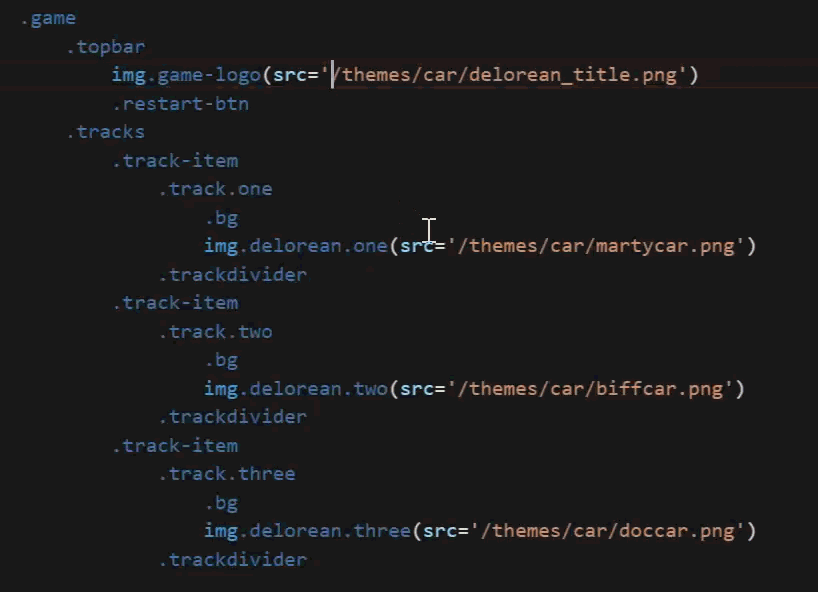 .game
.topbar
img.game-logo(src='/themes/car/delorean_title.png')
.restart-btn
.tracks
.track-item
.track.one
.bg
img.delorean.one(src='/themes/car/martycar.png')
.trackdivider
.track-item
.track.two
.bg
img.delorean.two(src='/themes/car/biffcar.png')
.trackdivider
.track-item
.track.three
.bg
img.delorean.three(src='/themes/car/doccar.png')
.trackdivider